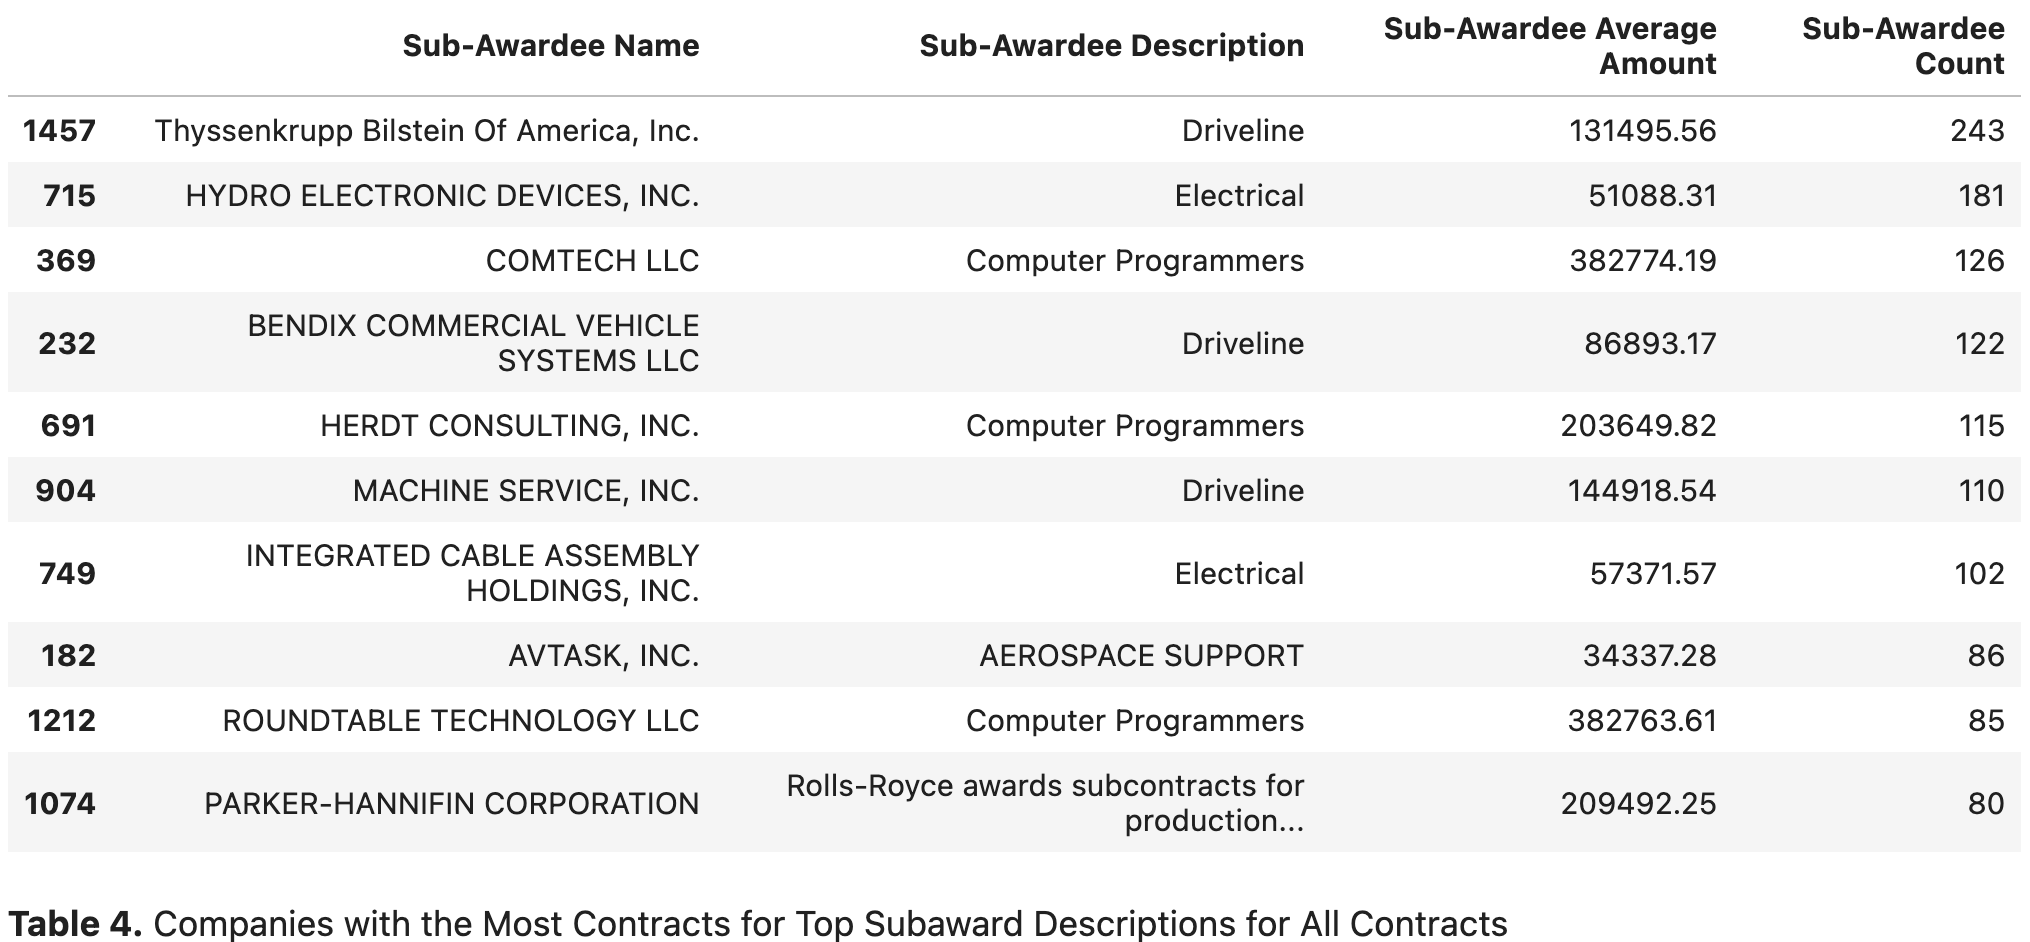 Sub-Awardee Name Sub-Awardee Description Sub-Awardee Average Amount Sub-Awardee Count
1457 Thyssenkrupp Bilstein Of America, Inc. Driveline 131495.56 243
715 HYDRO ELECTRONIC DEVICES, INC. Electrical 51088.31 181
369 COMTECH LLC Computer Programmers 382774.19 126
232 BENDIX COMMERCIAL VEHICLE SYSTEMS LLC Driveline 86893.17 122
691 HERDT CONSULTING, INC. Computer Programmers 203649.82 115
904 MACHINE SERVICE, INC. Driveline 144918.54 110
749 INTEGRATED CABLE ASSEMBLY HOLDINGS, INC. Electrical 57371.57 102
182 AVTASK, INC. AEROSPACE SUPPORT 34337.28 86
1212 ROUNDTABLE TECHNOLOGY LLC Computer Programmers 382763.61 85
1074 PARKER-HANNIFIN CORPORATION Rolls-Royce awards subcontracts for production... 209492.25 80
Table 4. Companies with the Most Contracts for Top Subaward Descriptions for All Contracts